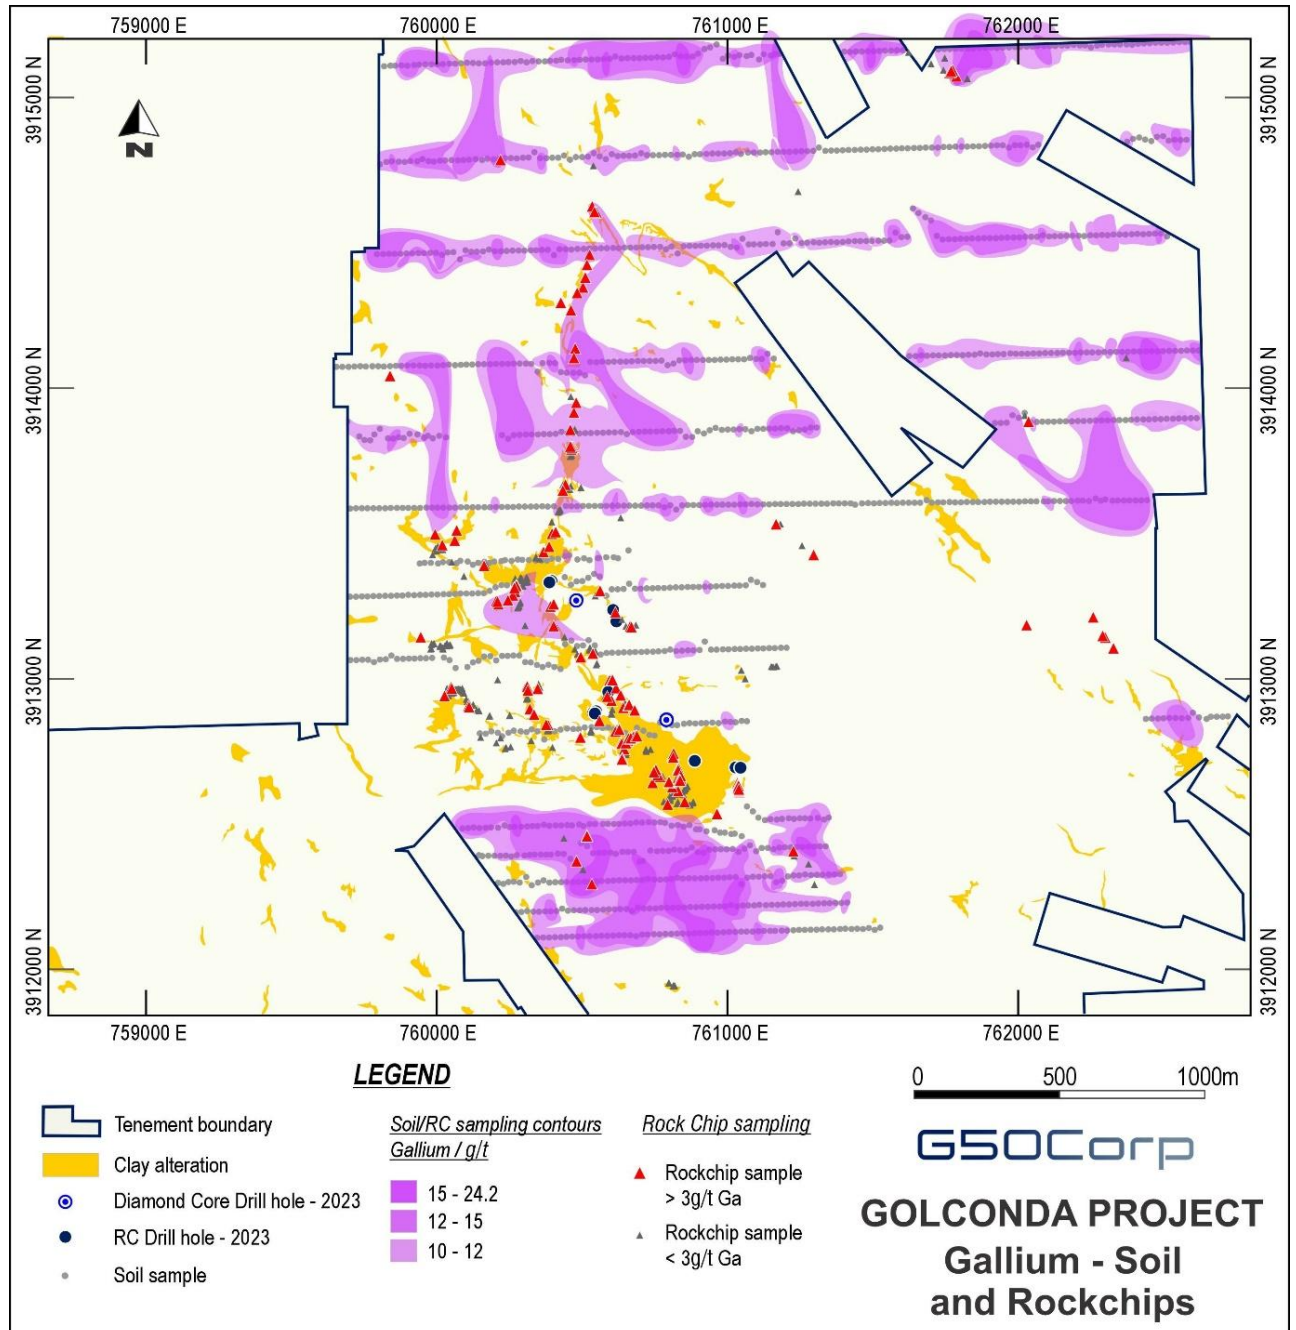 759000 E
760000 E
761000 E
762000 E
3915000 N
3915000 N
N
3914000 N
3914000 N
3913000 N
3913000 N
3912000 N
3912000 N
759000 E
760000 E
761000 E
762000 E
LEGEND
Tenement boundary
Clay alteration
Diamond Core Drill hole - 2023
RC Drill hole - 2023
Soil sample
Soil/RC sampling contours
Gallium / g/t
15 - 24.2
12 - 15
10 - 12
Rock Chip sampling
Rockchip sample
> 3g/t Ga
Rockchip sample
< 3g/t Ga
0 500 1000m
G50Corp
GOLCONDA PROJECT
Gallium - Soil
and Rockchips